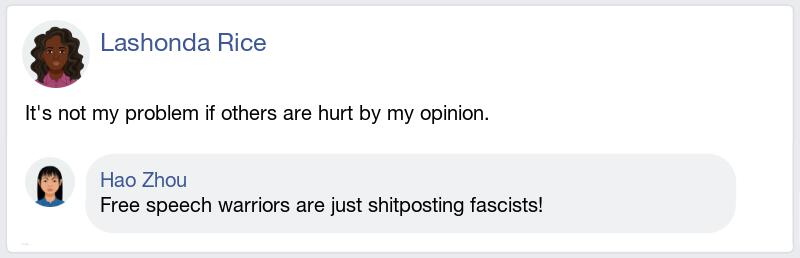 Lashonda Rice
It's not my problem if others are hurt by my opinion.
Hao Zhou
Free speech warriors are just shitposting fascists!